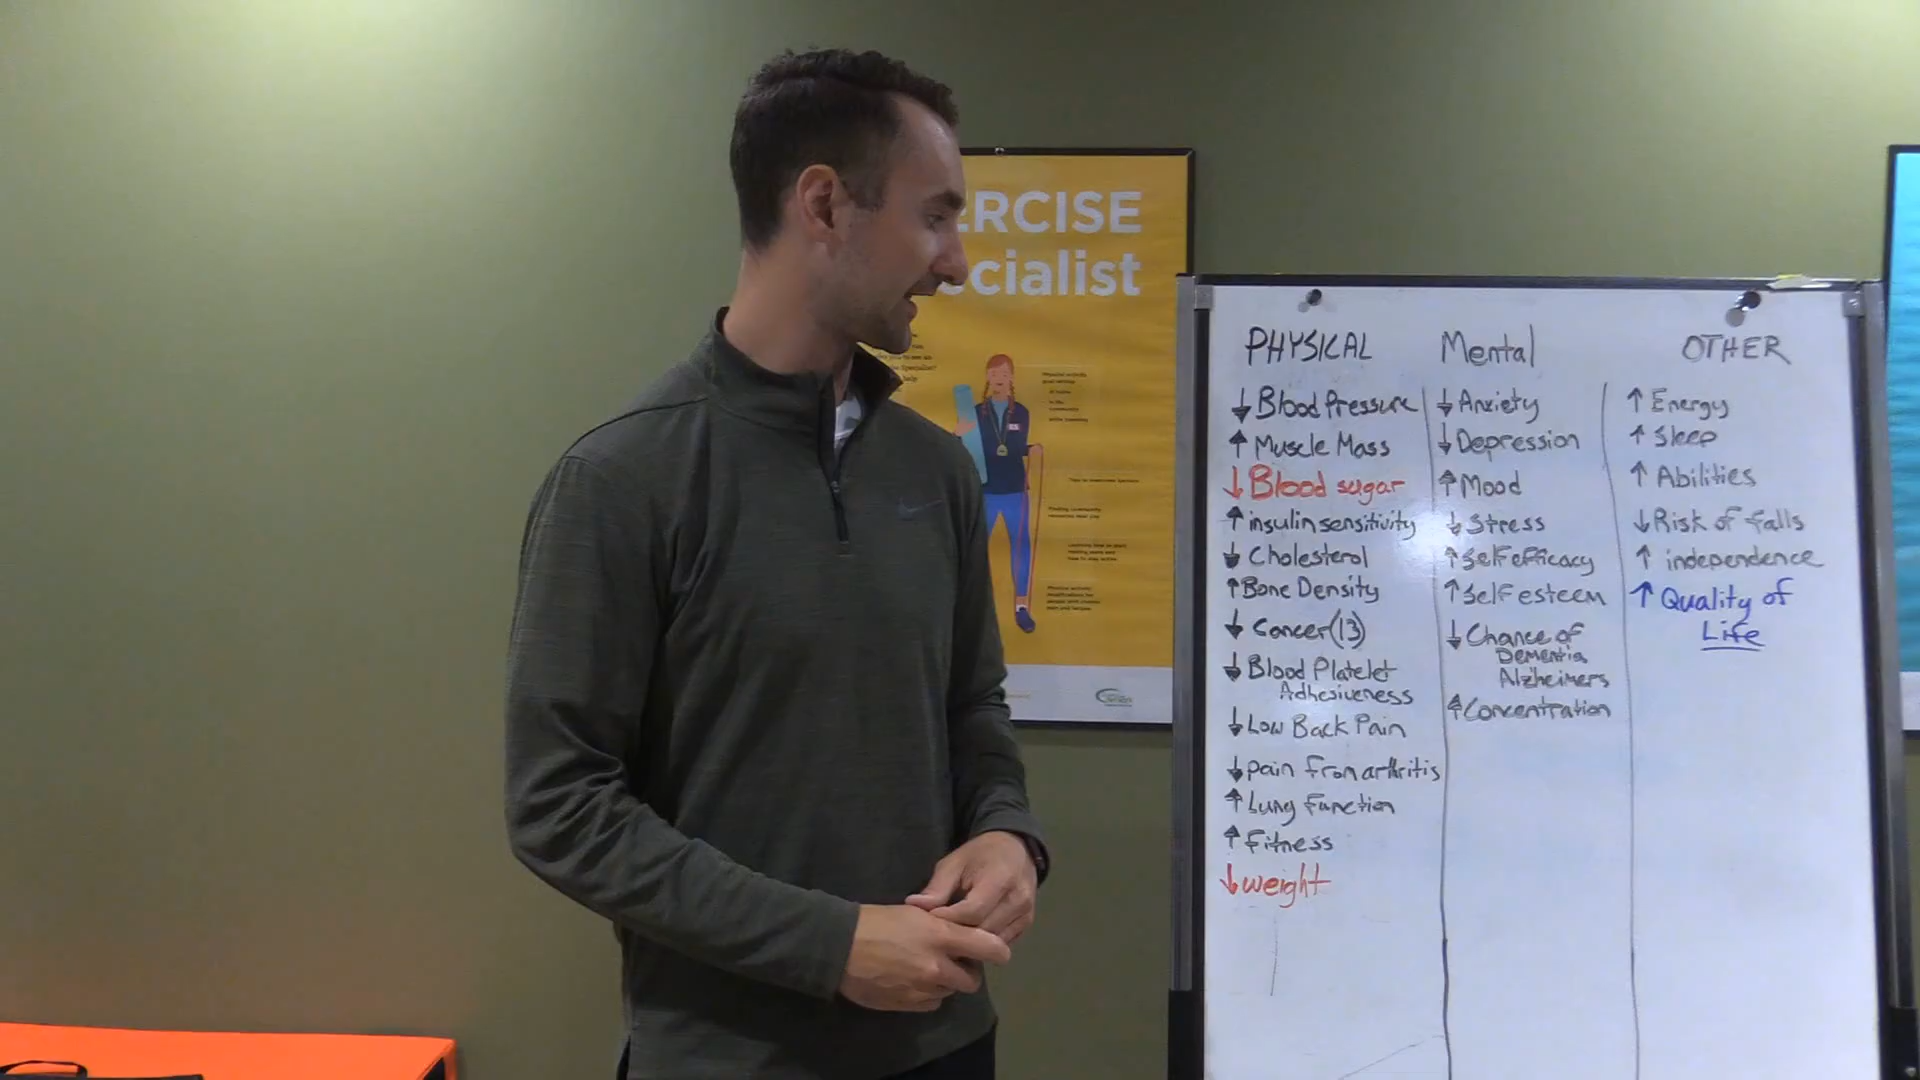 ERCISE
ecialist
PHYSICAL
↓ Blood Pressure
↑ Muscle Mass
↓ Blood sugar
↑ insulin sensitivity
↓ Cholesterol
↑ Bone Density
↓ Cancer (13)
↓ Blood Platelet
Adhesiveness
↓ Low Back Pain
↓ Pain from arthritis
↑ Lung Function
↑ Fitness
↓ weight
Mental
↓ Anxiety
↓ Depression
↑ Mood
↓ Stress
↑ Self efficacy
↑ Self esteem
↓ Chance of
Dementia
Alzheimers
↑ Concentration
OTHER
↑ Energy
↑ Sleep
↑ Abilities
↓ Risk of falls
↑ independence
↑ Quality of
Life